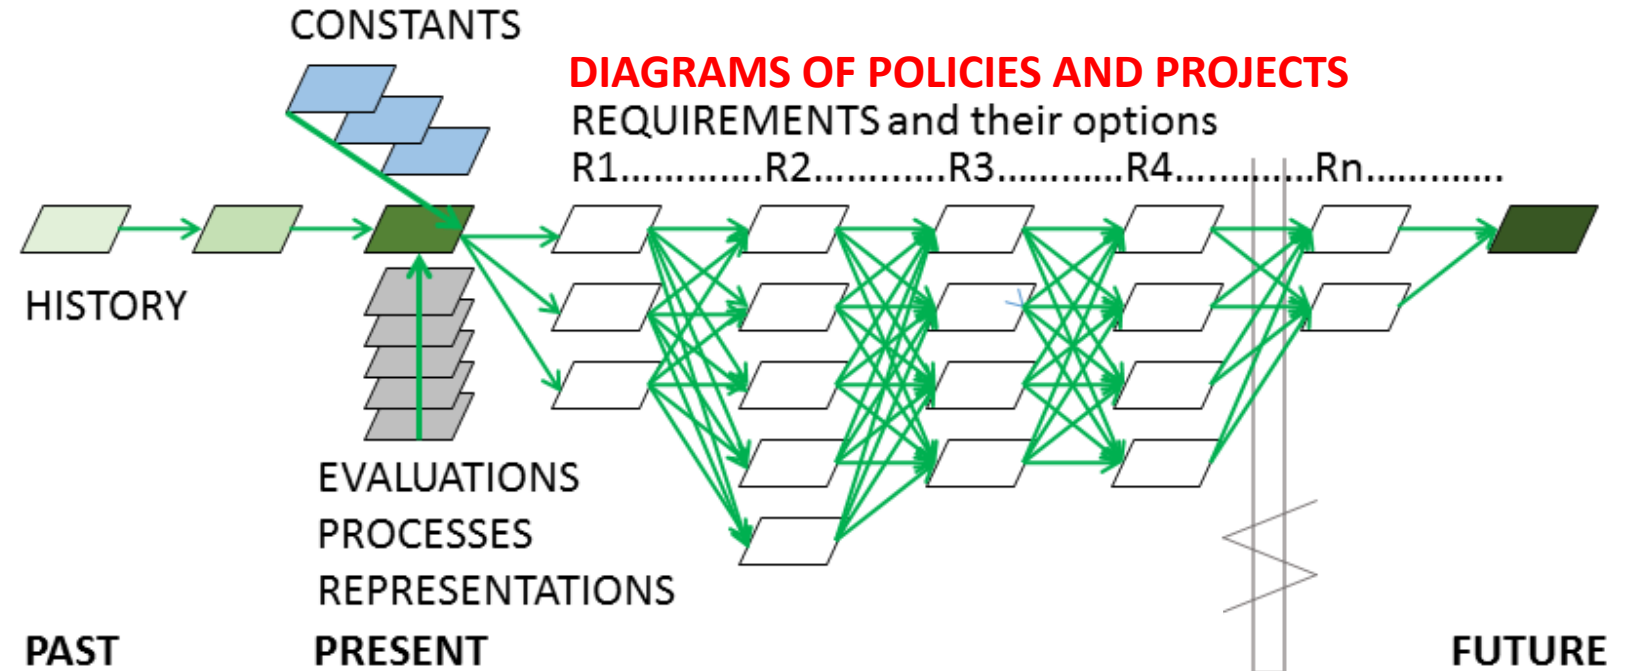 CONSTANTS
DIAGRAMS OF POLICIES AND PROJECTS
REQUIREMENTS and their options
R1.............R2............R3............R4..............Rn.............
HISTORY
EVALUATIONS
PROCESSES
REPRESENTATIONS
PAST PRESENT FUTURE